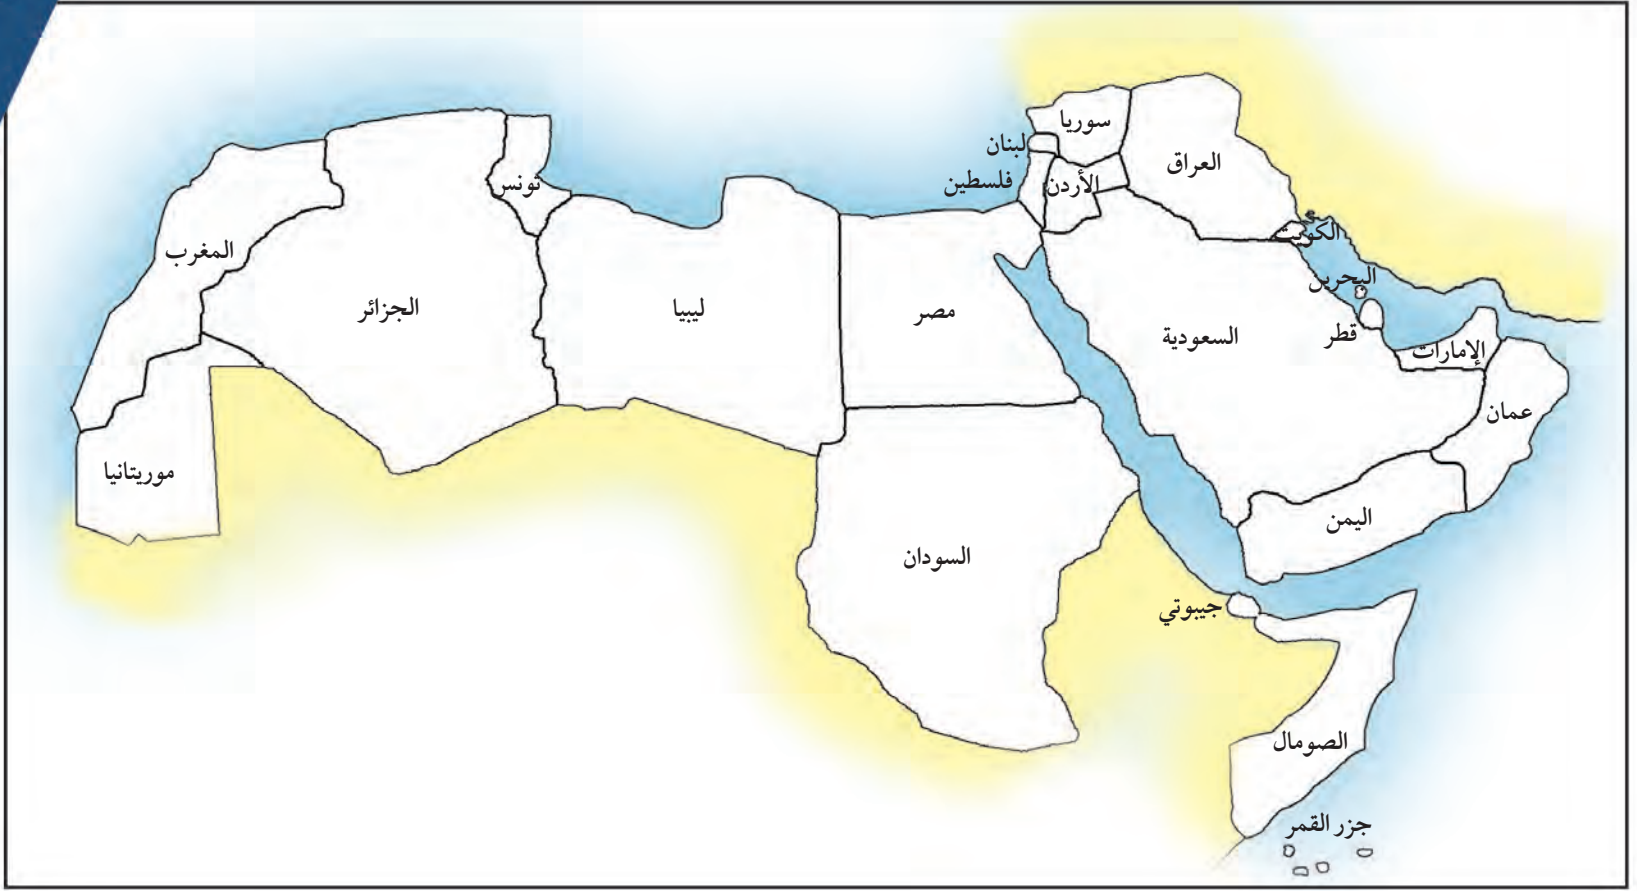 سوريا
العراق
لبنان
فلسطين
الأردن
تونس
المغرب
الكويت
البحرين
الجزائر
ليبيا
مصر
السعودية
قطر
الإمارات
عمان
موريتانيا
اليمن
السودان
جيبوتي
الصومال
جزر القمر